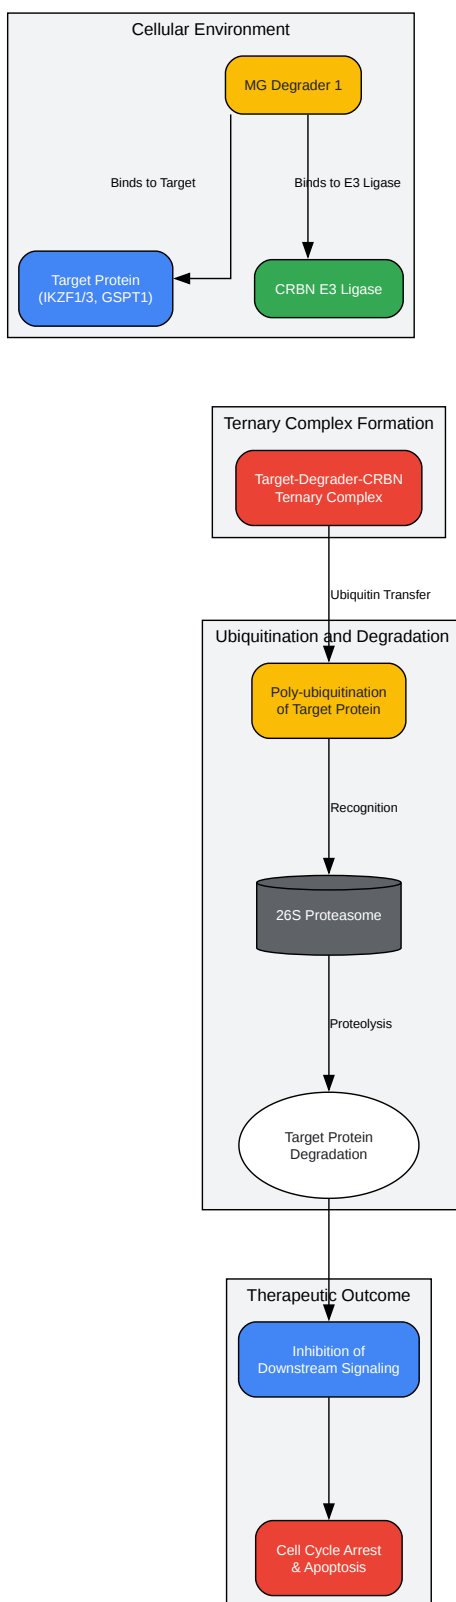 Cellular Environment
MG Degrader 1
Binds to Target
Binds to E3 Ligase
Target Protein
(IKZF1/3, GSPT1)
CRBN E3 Ligase
Ternary Complex Formation
Target-Degrader-CRBN
Ternary Complex
Ubiquitin Transfer
Ubiquitination and Degradation
Poly-ubiquitination
of Target Protein
Recognition
26S Proteasome
Proteolysis
Target Protein
Degradation
Therapeutic Outcome
Inhibition of
Downstream Signaling
Cell Cycle Arrest
& Apoptosis